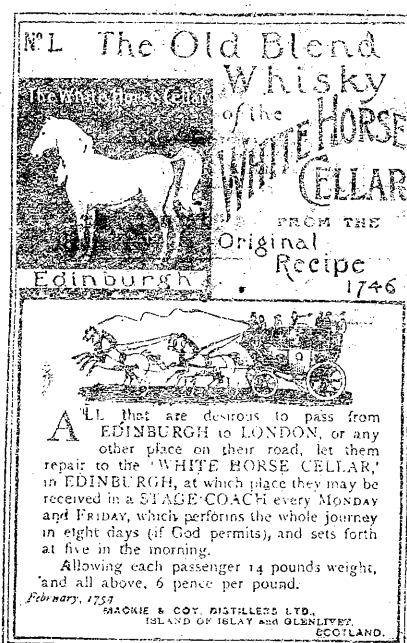 No L
The Old Blend
Whisky
of the
WHITE HORSE
CELLAR
FROM THE
Original
Recipe
1746
The White Horse Cellar
Edinburgh
ALL that are desirous to pass from
EDINBURGH to LONDON, or any
other place on their road, let them
repair to the 'WHITE HORSE CELLAR,'
in EDINBURGH, at which place they may be
received in a STAGE-COACH every MONDAY
and FRIDAY, which performs the whole journey
in eight days (if God permits), and sets forth
at five in the morning.
Allowing each passenger 14 pounds weight,
and all above, 6 pence per pound.
February, 1754
MACKIE & COY. DISTILLERS LTD.,
ISLAND OF ISLAY and GLENLIVET,
SCOTLAND.